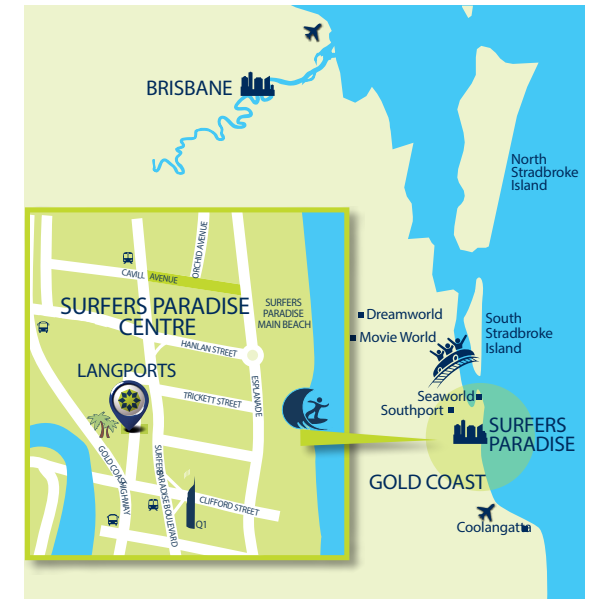 BRISBANE
North
Stradbroke
Island
ORCHID AVENUE
CAVILL AVENUE
SURFERS
PARADISE
MAIN BEACH
SURFERS PARADISE
CENTRE
HANLAN STREET
LANGPORTS
TRICKETT STREET
ESPLANADE
GOLD COAST HIGHWAY
SURFERS PARADISE BOULEVARD
CLIFFORD STREET
Q1
Dreamworld
Movie World
South
Stradbroke
Island
Seaworld
Southport
SURFERS
PARADISE
GOLD COAST
Coolangatta